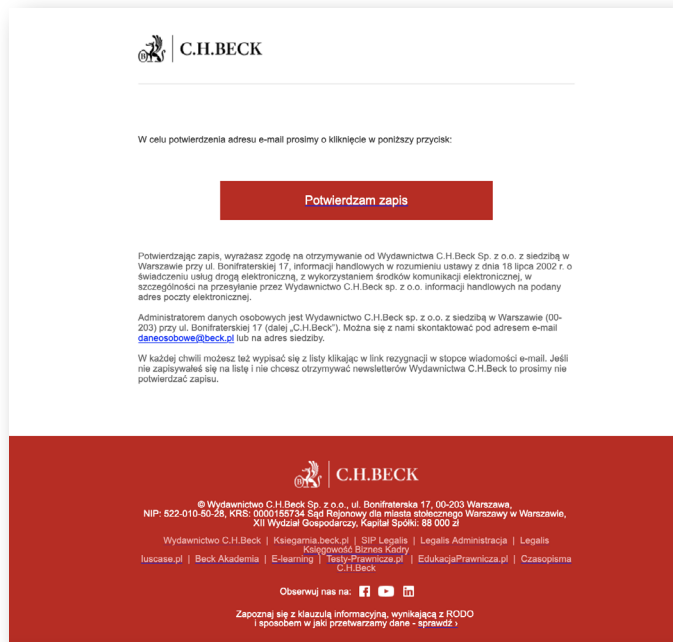 C.H.BECK
W celu potwierdzenia adresu e-mail prosimy o kliknięcie w poniższy przycisk:
Potwierdzam zapis
Potwierdzając zapis, wyrażasz zgodę na otrzymywanie od Wydawnictwa C.H.Beck Sp. z o.o. z siedzibą w
Warszawie przy ul. Bonifraterskiej 17, informacji handlowych w rozumieniu ustawy z dnia 18 lipca 2002 r. o
świadczeniu usług drogą elektroniczną, z wykorzystaniem środków komunikacji elektronicznej, w
szczególności na przesyłanie przez Wydawnictwo C.H.Beck sp. z o.o. informacji handlowych na podany
adres poczty elektronicznej.
Administratorem danych osobowych jest Wydawnictwo C.H.Beck sp. z o.o. z siedzibą w Warszawie (00-
203) przy ul. Bonifraterskiej 17 (dalej „C.H.Beck"). Można się z nami skontaktować pod adresem e-mail
daneosobowe@beck.pl lub na adres siedziby.
W każdej chwili możesz też wypisać się z listy klikając w link rezygnacji w stopce wiadomości e-mail. Jeśli
nie zapisywałeś się na listę i nie chcesz otrzymywać newsletterów Wydawnictwa C.H.Beck to prosimy nie
potwierdzać zapisu.
C.H.BECK
© Wydawnictwo C.H.Beck Sp. z o.o., ul. Bonifraterska 17, 00-203 Warszawa,
NIP: 522-010-50-28, KRS: 0000155734 Sąd Rejonowy dla miasta stołecznego Warszawy w Warszawie,
XII Wydział Gospodarczy, Kapitał Spółki: 88 000 zł
Wydawnictwo C.H.Beck | Ksiegarnia.beck.pl | SIP Legalis | Legalis Administracja | Legalis
Księgowość Biznes Kadry
Iuscase.pl | Beck Akademia | E-learning | Testy-Prawnicze.pl | EdukacjaPrawnicza.pl | Czasopisma
C.H.Beck
Obserwuj nas na:
Zapoznaj się z klauzulą informacyjną, wynikającą z RODO
i sposobem w jaki przetwarzamy dane - sprawdź ›